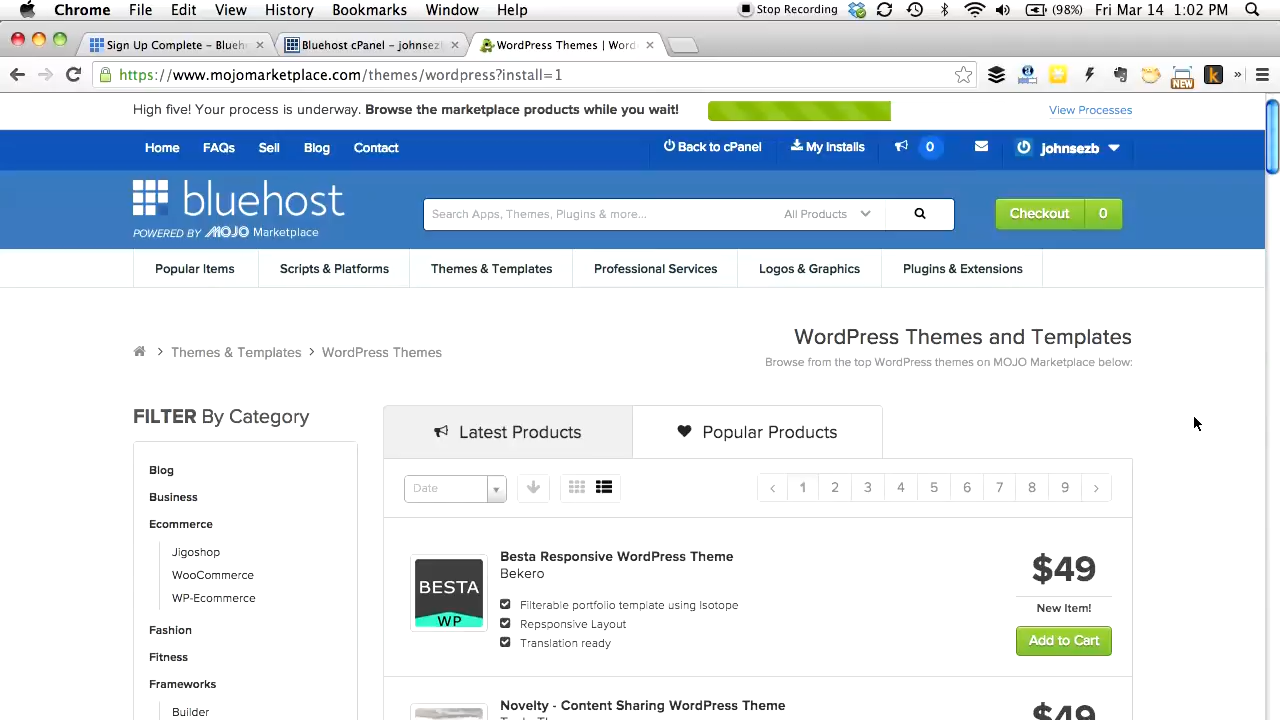 Chrome File Edit View History Bookmarks Window Help Stop Recording (98%) Fri Mar 14 1:02 PM
Sign Up Complete – Blueh Bluehost cPanel – johnsez WordPress Themes | Word
https://www.mojomarketplace.com/themes/wordpress?install=1 NEW k »
High five! Your process is underway. Browse the marketplace products while you wait! View Processes
Home FAQs Sell Blog Contact Back to cPanel My Installs 0 johnsezb
bluehost
POWERED BY MOJO Marketplace
Search Apps, Themes, Plugins & more... All Products Checkout 0
Popular Items Scripts & Platforms Themes & Templates Professional Services Logos & Graphics Plugins & Extensions
WordPress Themes and Templates
Themes & Templates > WordPress Themes
Browse from the top WordPress themes on MOJO Marketplace below:
FILTER By Category
Latest Products Popular Products
Blog
Business
Ecommerce
Jigoshop
WooCommerce
WP-Ecommerce
Fashion
Fitness
Frameworks
Builder
Date < 1 2 3 4 5 6 7 8 9 >
BESTA
WP
Besta Responsive WordPress Theme
Bekero
Filterable portfolio template using Isotope
Repsponsive Layout
Translation ready
$49
New Item!
Add to Cart
Novelty - Content Sharing WordPress Theme
$49